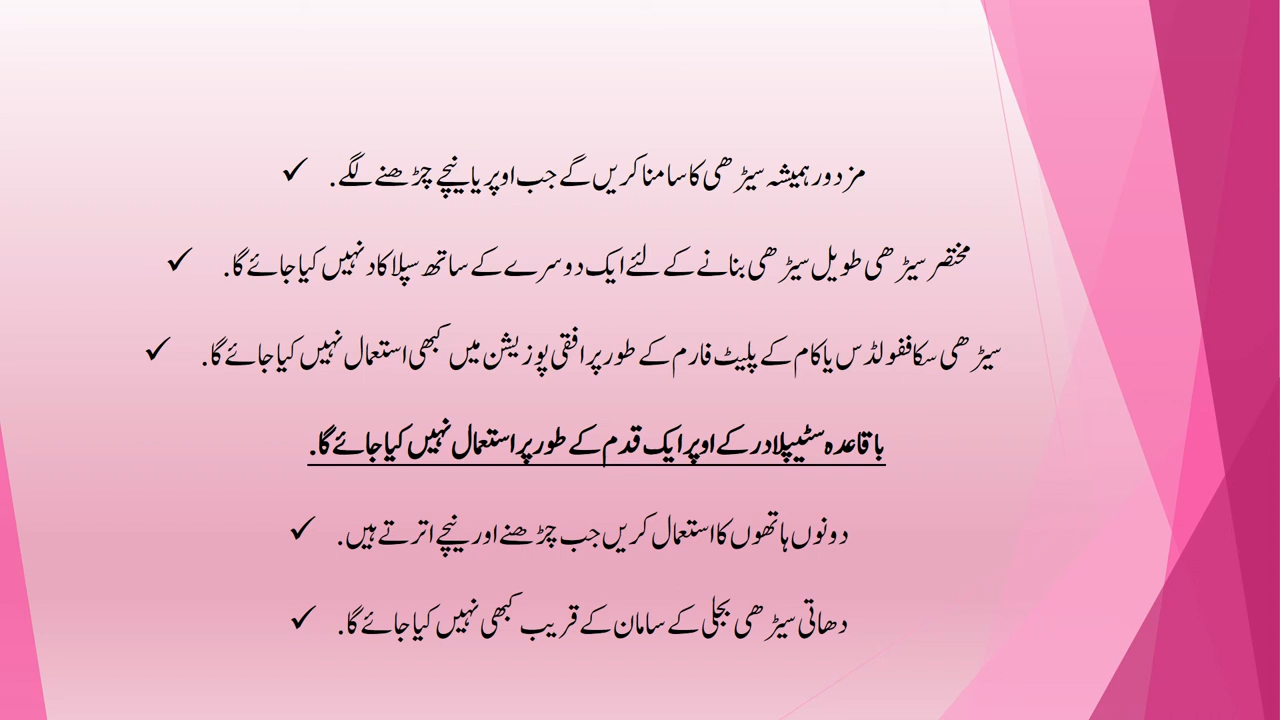 مزدور ہمیشہ سیڑھی کا سامنا کریں گے جب اوپر یا نیچے چڑھنے لگے.
مختصر سیڑھی طویل سیڑھی بنانے کے لئے ایک دوسرے کے ساتھ سپلاکاد نہیں کیا جائے گا.
سیڑھی سکاففولڈس یا کام کے پلیٹ فارم کے طور پر افقی پوزیشن میں کبھی استعمال نہیں کیا جائے گا.
باقاعدہ سٹیپلادر کے اوپر ایک قدم کے طور پر استعمال نہیں کیا جائے گا.
دونوں ہاتھوں کا استعمال کریں جب چڑھنے اور نیچے اترتے ہیں.
دھاتی سیڑھی بجلی کے سامان کے قریب کبھی نہیں کیا جائے گا.